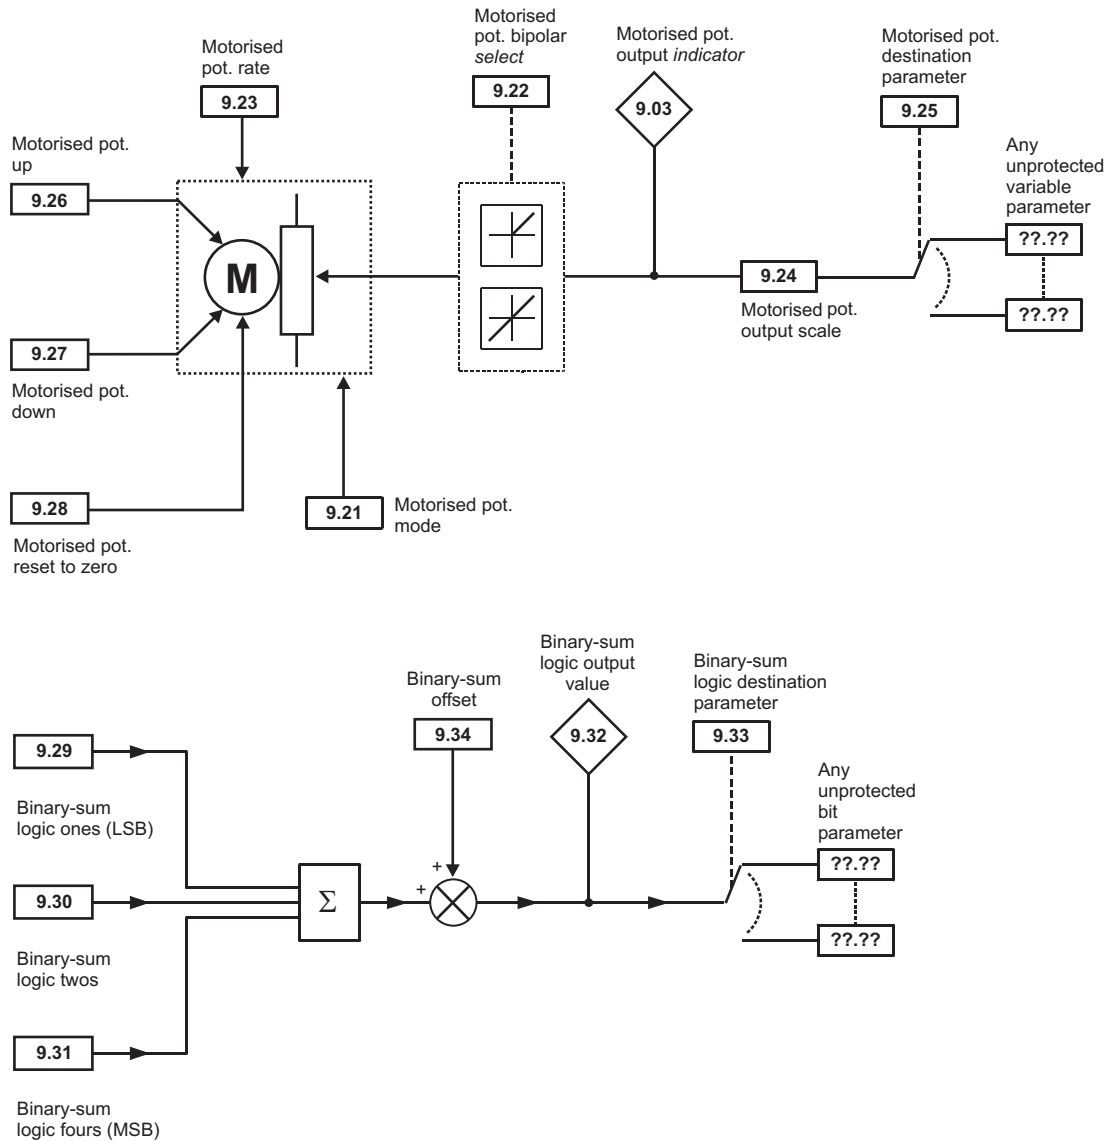 Motorised
pot. rate
9.23
Motorised
pot. bipolar
select
9.22
Motorised pot.
output indicator
9.03
Motorised pot.
destination
parameter
9.25
Any
unprotected
variable
parameter
??.??
??.??
Motorised pot.
up
9.26
M
9.24
Motorised pot.
output scale
9.27
Motorised pot.
down
9.28
Motorised pot.
reset to zero
9.21
Motorised pot.
mode
Binary-sum
offset
9.34
Binary-sum
logic output
value
9.32
Binary-sum
logic destination
parameter
9.33
Any
unprotected
bit
parameter
??.??
??.??
9.29
Binary-sum
logic ones (LSB)
9.30
Σ
+
+
Binary-sum
logic twos
9.31
Binary-sum
logic fours (MSB)